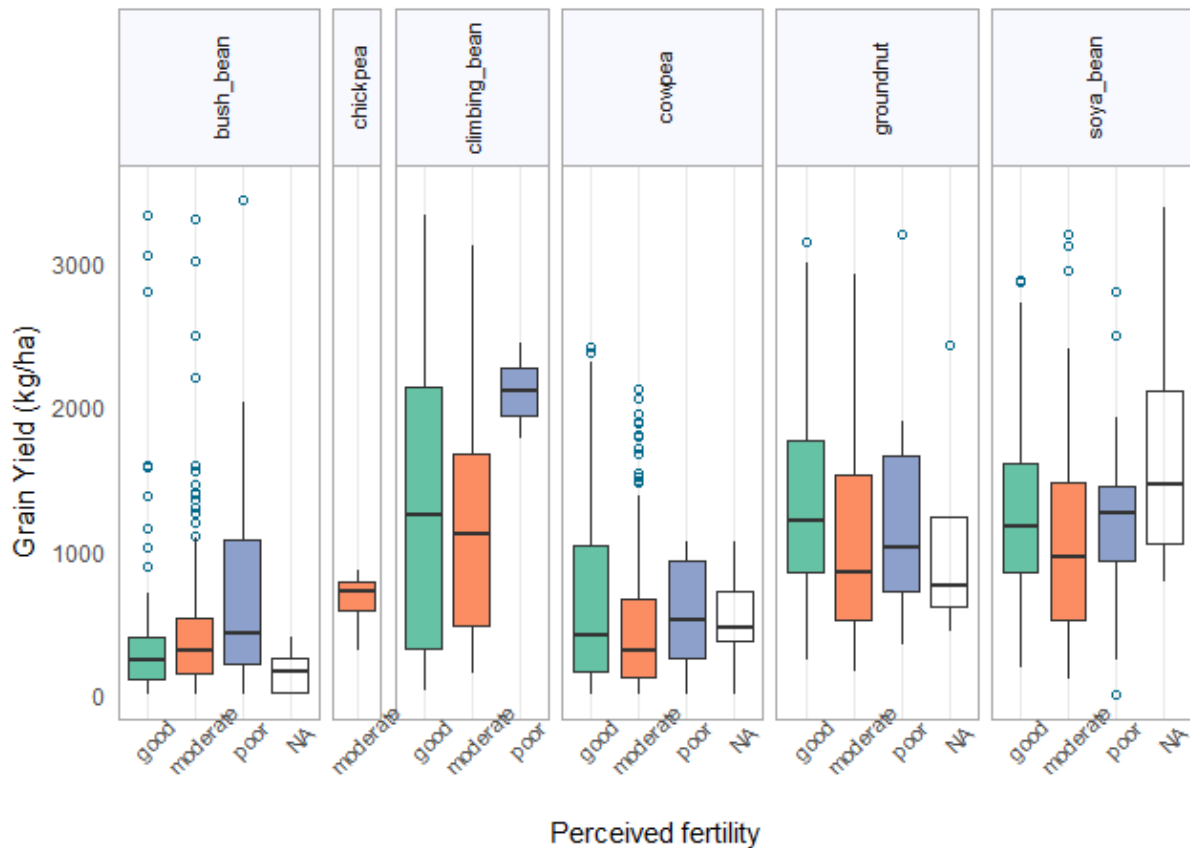 bush_bean
chickpea
climbing_bean
cowpea
groundnut
soya_bean
Grain Yield (kg/ha)
3000
2000
1000
0
good moderate poor NA
moderate
good moderate poor
good moderate poor NA
good moderate poor NA
good moderate poor NA
Perceived fertility